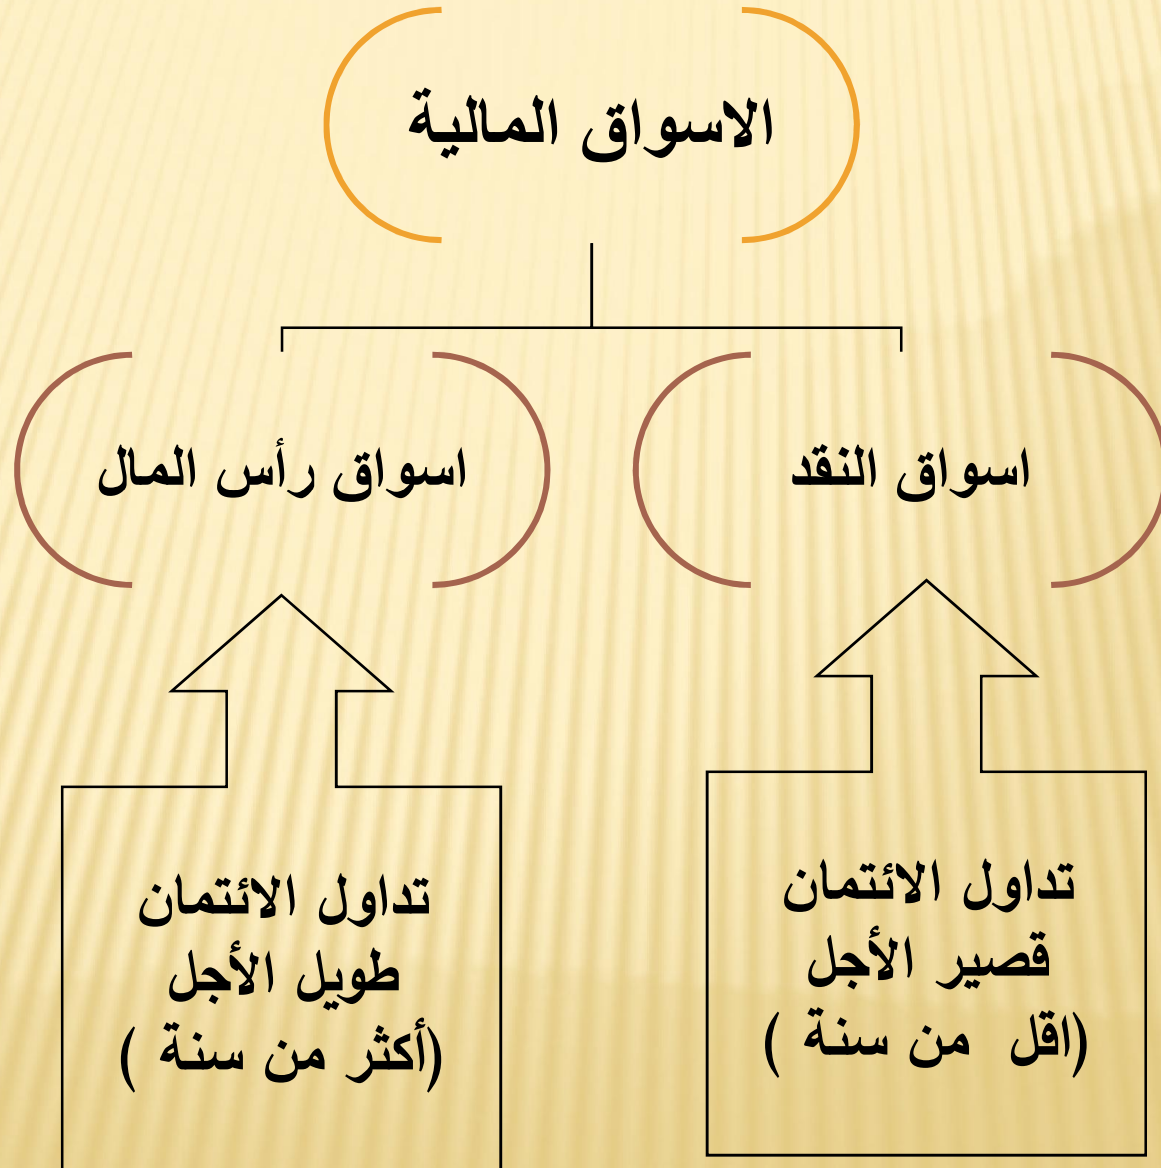 الاسواق المالية
اسواق النقد
اسواق رأس المال
تداول الائتمان
قصير الأجل
(اقل من سنة )
تداول الائتمان
طويل الأجل
(أكثر من سنة )